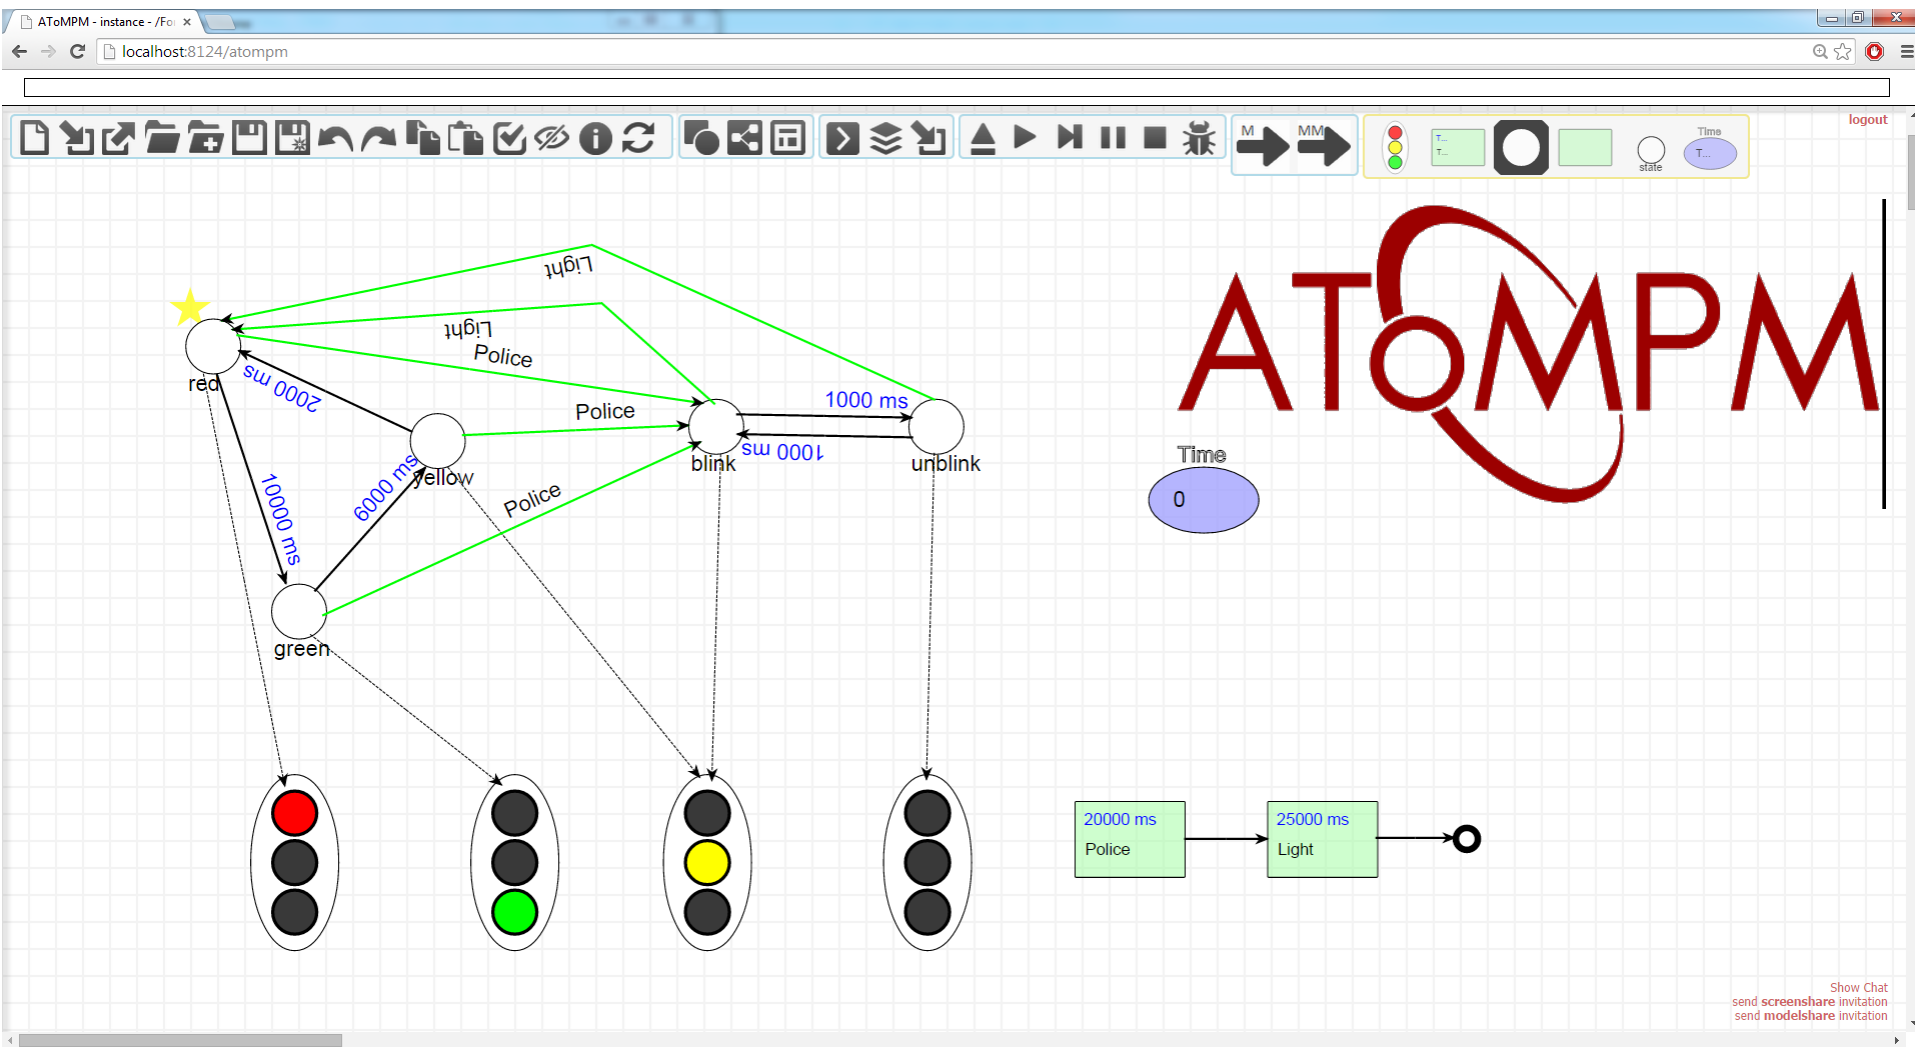 AToMPM - instance - /Fo
localhost:8124/atompm
logout
M
MM
T...
T...
state
Time
T...
ATOMPM
Light
Light
Police
red
2000 ms
Police
1000 ms
1000 ms
blink
unblink
yellow
6000 ms
10000 ms
Police
green
Time
0
20000 ms
Police
25000 ms
Light
Show Chat
send screenshare invitation
send modelshare invitation